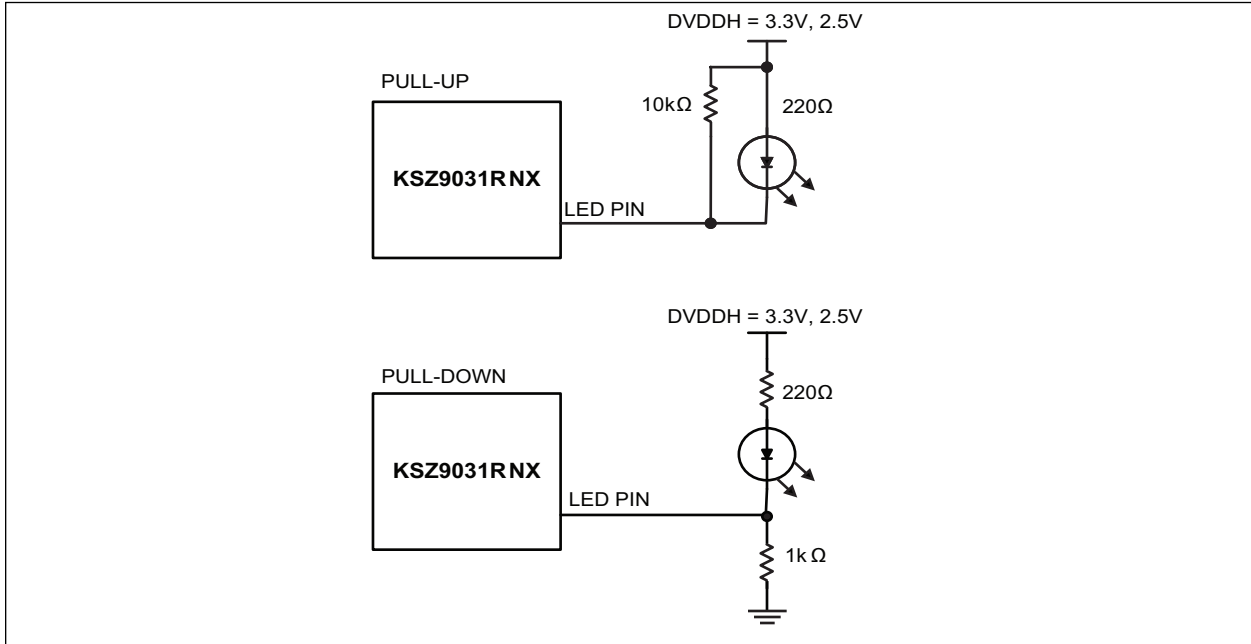 DVDDH = 3.3V, 2.5V
PULL-UP
10kΩ
220Ω
KSZ9031RNX
LED PIN
DVDDH = 3.3V, 2.5V
PULL-DOWN
220Ω
KSZ9031RNX
LED PIN
1k Ω